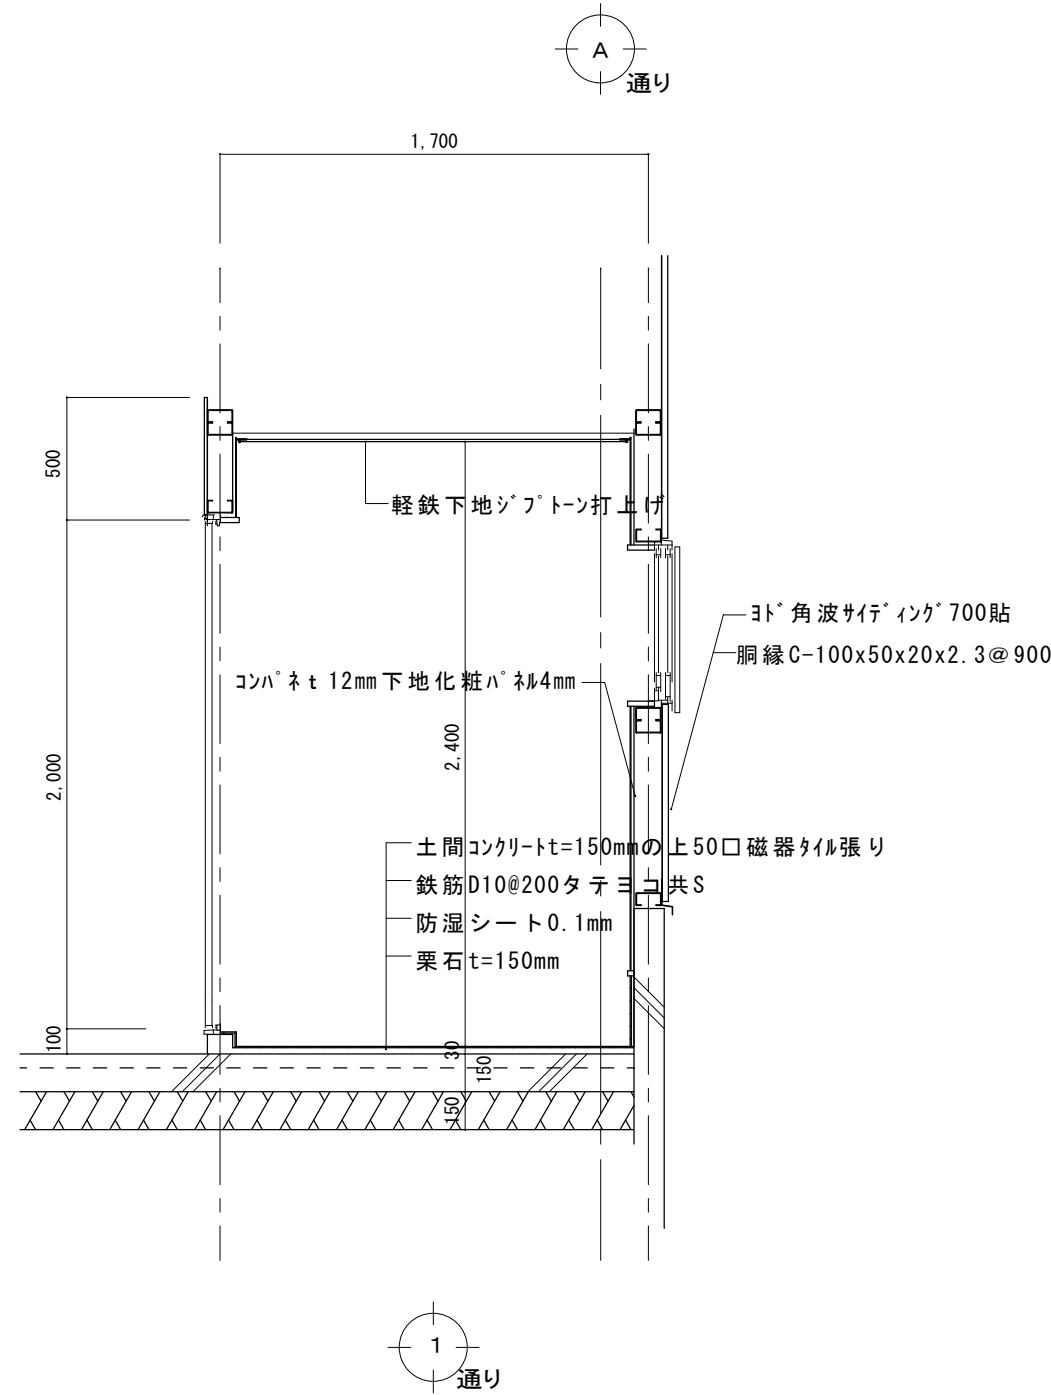 A
通り
1,700
500
軽鉄下地ｼﾞﾌﾟﾄｰﾝ打上げ
ﾖﾄﾞ角波ｻｲﾃﾞｨﾝｸﾞ700貼
胴縁C-100x50x20x2.3@900
ｺﾝﾊﾟﾈt 12mm下地化粧ﾊﾟﾈﾙ4mm
2,400
2,000
土間ｺﾝｸﾘｰﾄt=150mmの上50□磁器ﾀｲﾙ張り
鉄筋D10@200タテヨコ共S
防湿シート0.1mm
栗石t=150mm
100
30
150
150
1
通り